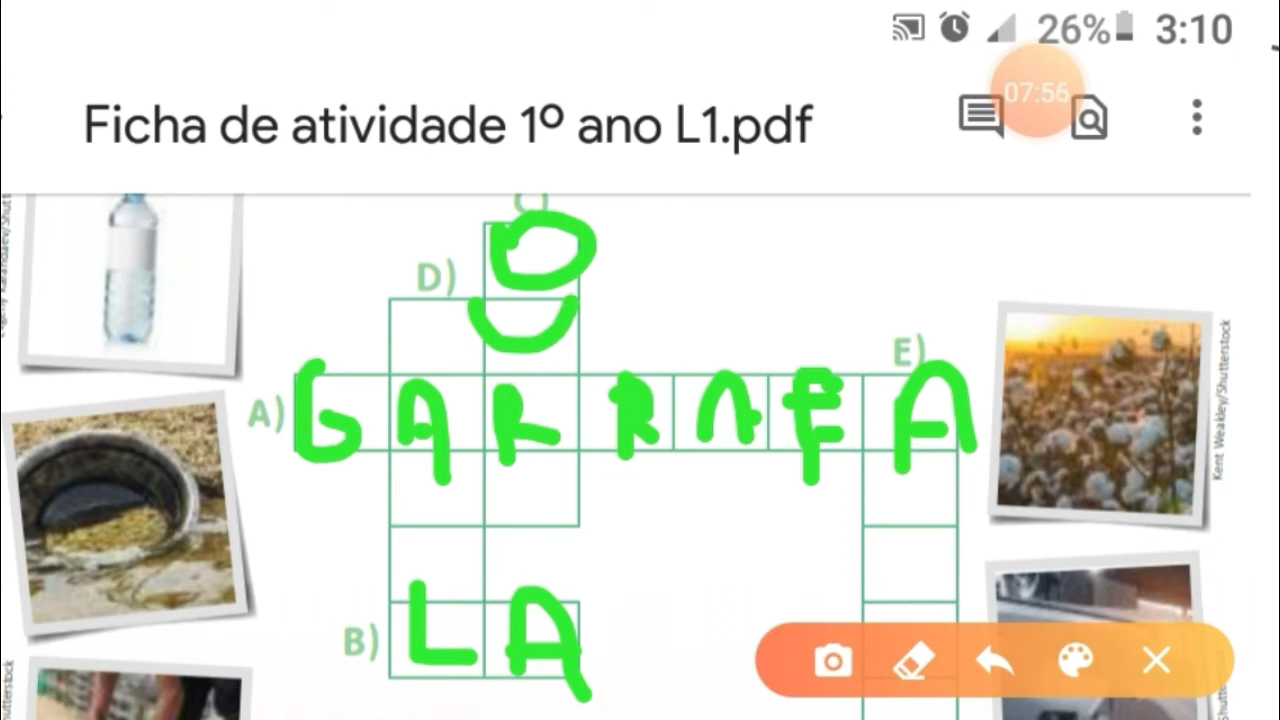 26% 3:10
07:56
Ficha de atividade 1º ano L1.pdf
C)
O
D)
U
E)
A) GARRAFA
B) LA
Kent Weakley/Shutterstock